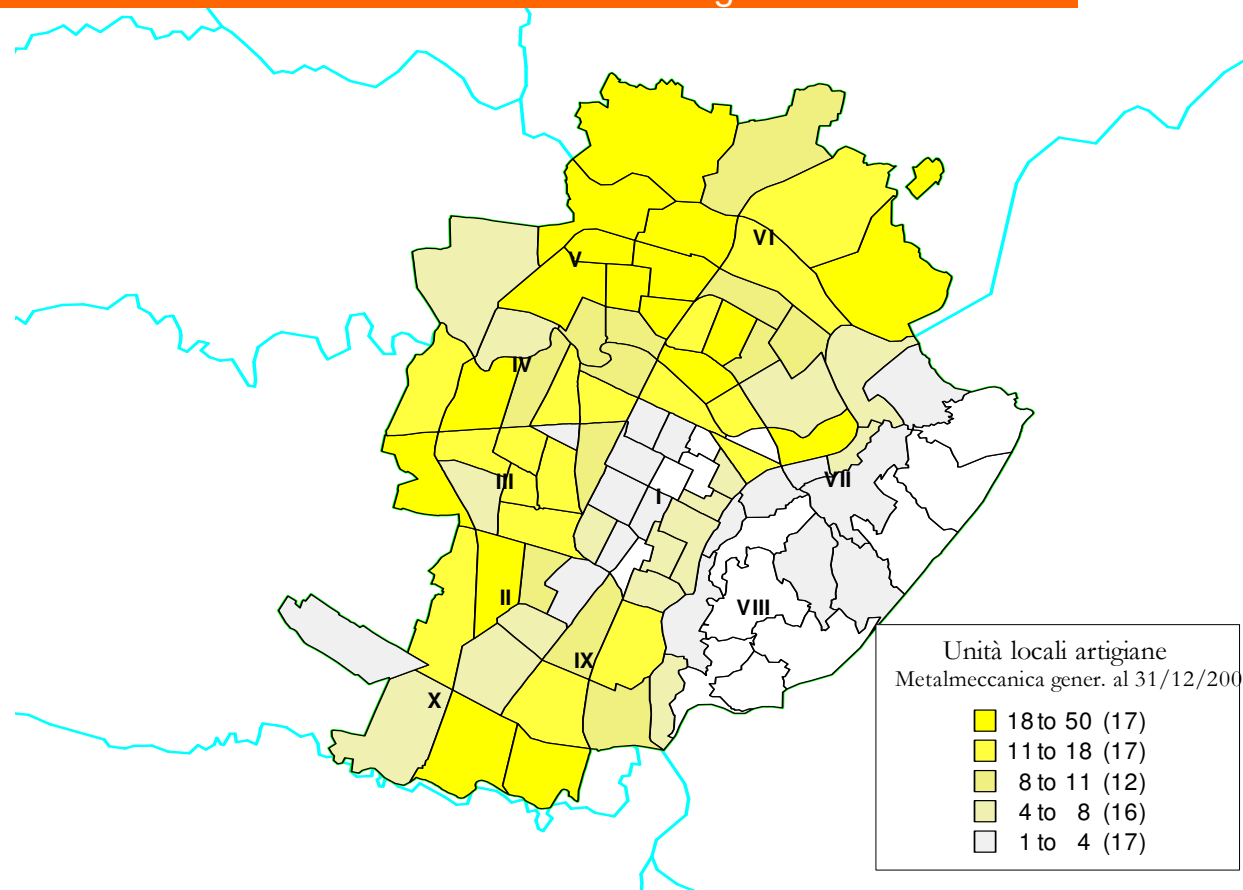 VI
V
IV
III
VII
I
II
VIII
IX
X
Unità locali artigiane
Metalmeccanica gener. al 31/12/200
18 to 50 (17)
11 to 18 (17)
8 to 11 (12)
4 to 8 (16)
1 to 4 (17)